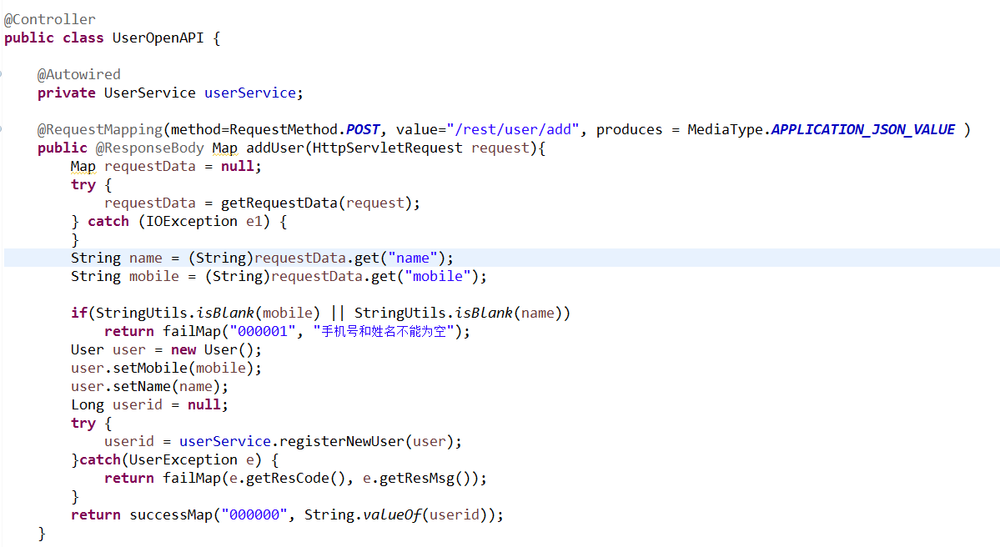 @Controller
public class UserOpenAPI {
@Autowired
private UserService userService;
@RequestMapping(method=RequestMethod.POST, value="/rest/user/add", produces = MediaType.APPLICATION_JSON_VALUE )
public @ResponseBody Map addUser(HttpServletRequest request){
Map requestData = null;
try {
requestData = getRequestData(request);
} catch (IOException e1) {
}
String name = (String)requestData.get("name");
String mobile = (String)requestData.get("mobile");
if(StringUtils.isBlank(mobile) || StringUtils.isBlank(name))
return failMap("000001", "手机号和姓名不能为空");
User user = new User();
user.setMobile(mobile);
user.setName(name);
Long userid = null;
try {
userid = userService.registerNewUser(user);
}catch(UserException e) {
return failMap(e.getResCode(), e.getResMsg());
}
return successMap("000000", String.valueOf(userid));
}